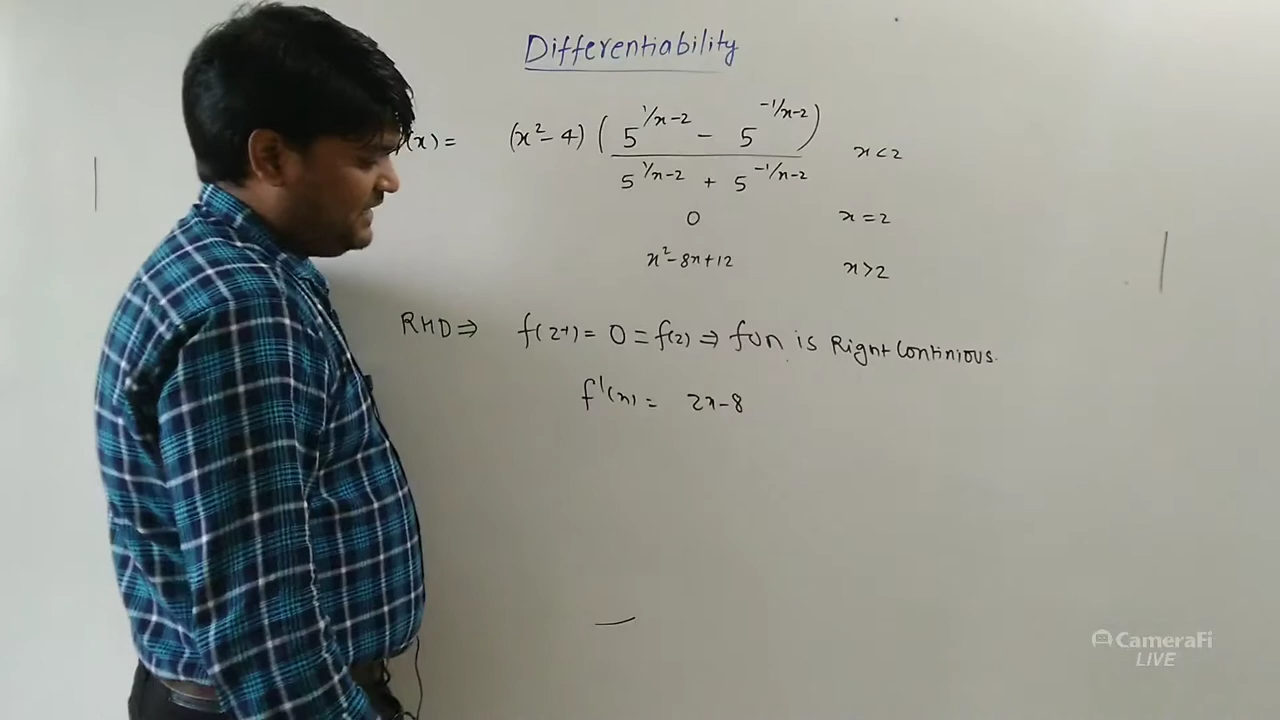 Differentiability
(x) = (x² - 4) ( 5^{1/x-2} - 5^{-1/x-2} ) x < 2
5^{1/x-2} + 5^{-1/x-2}
0 x = 2
x² - 8x + 12 x > 2
RHD ⇒ f(2+) = 0 = f(2) ⇒ fun is Right Continious.
f'(x) = 2x - 8
CameraFi
LIVE